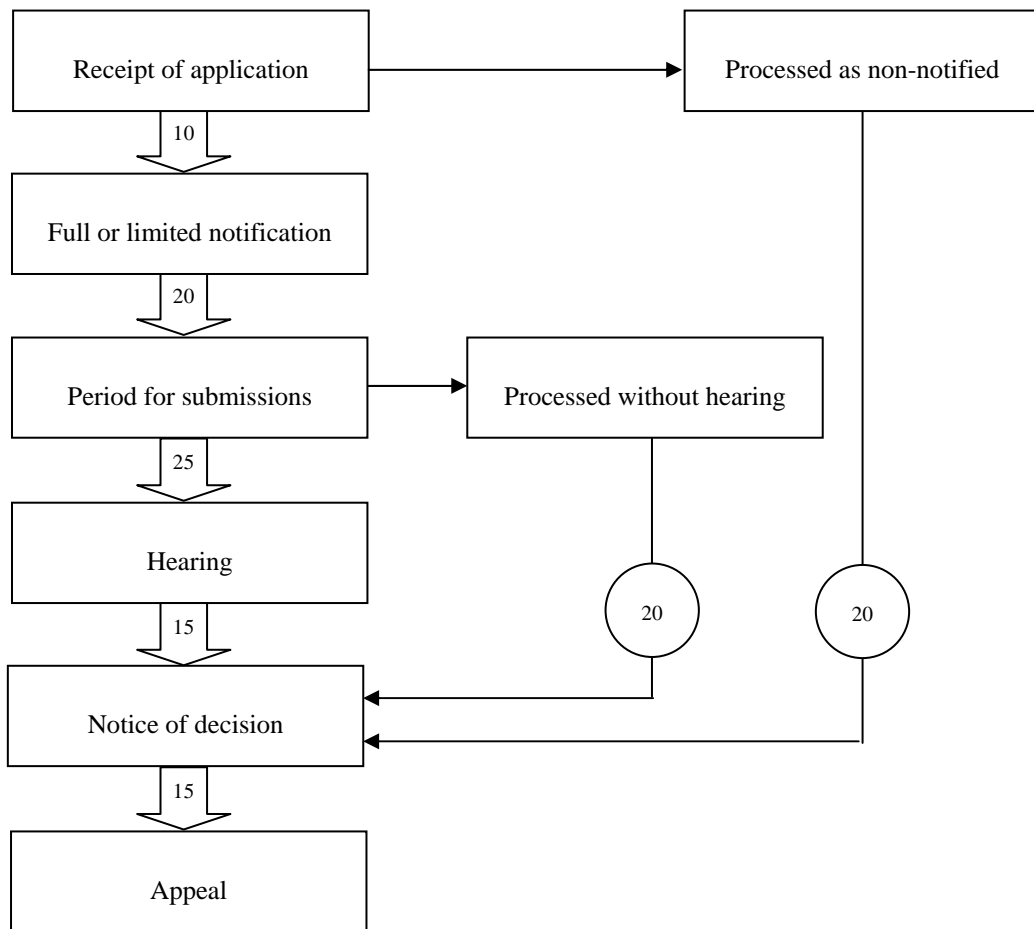 Receipt of application
Processed as non-notified
10
Full or limited notification
20
Period for submissions
Processed without hearing
25
Hearing
20
20
15
Notice of decision
15
Appeal